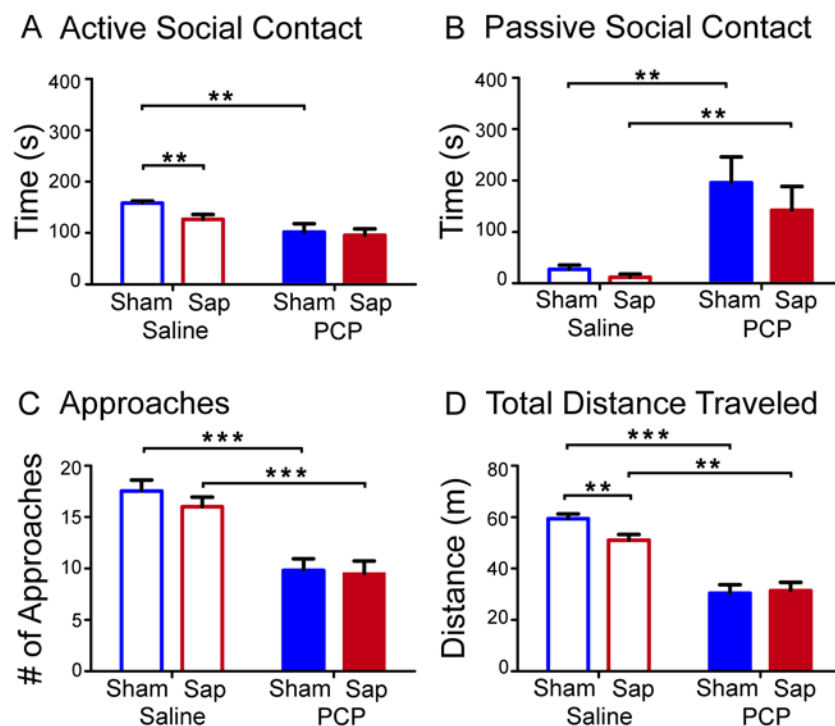 A Active Social Contact
B Passive Social Contact
Time (s)
400
300
200
100
0
**
**
Sham Sap Sham Sap
Saline PCP
Time (s)
400
300
200
100
0
**
**
Sham Sap Sham Sap
Saline PCP
C Approaches
D Total Distance Traveled
# of Approaches
20
15
10
5
0
***
***
Sham Sap Sham Sap
Saline PCP
Distance (m)
80
60
40
20
0
***
**
**
Sham Sap Sham Sap
Saline PCP